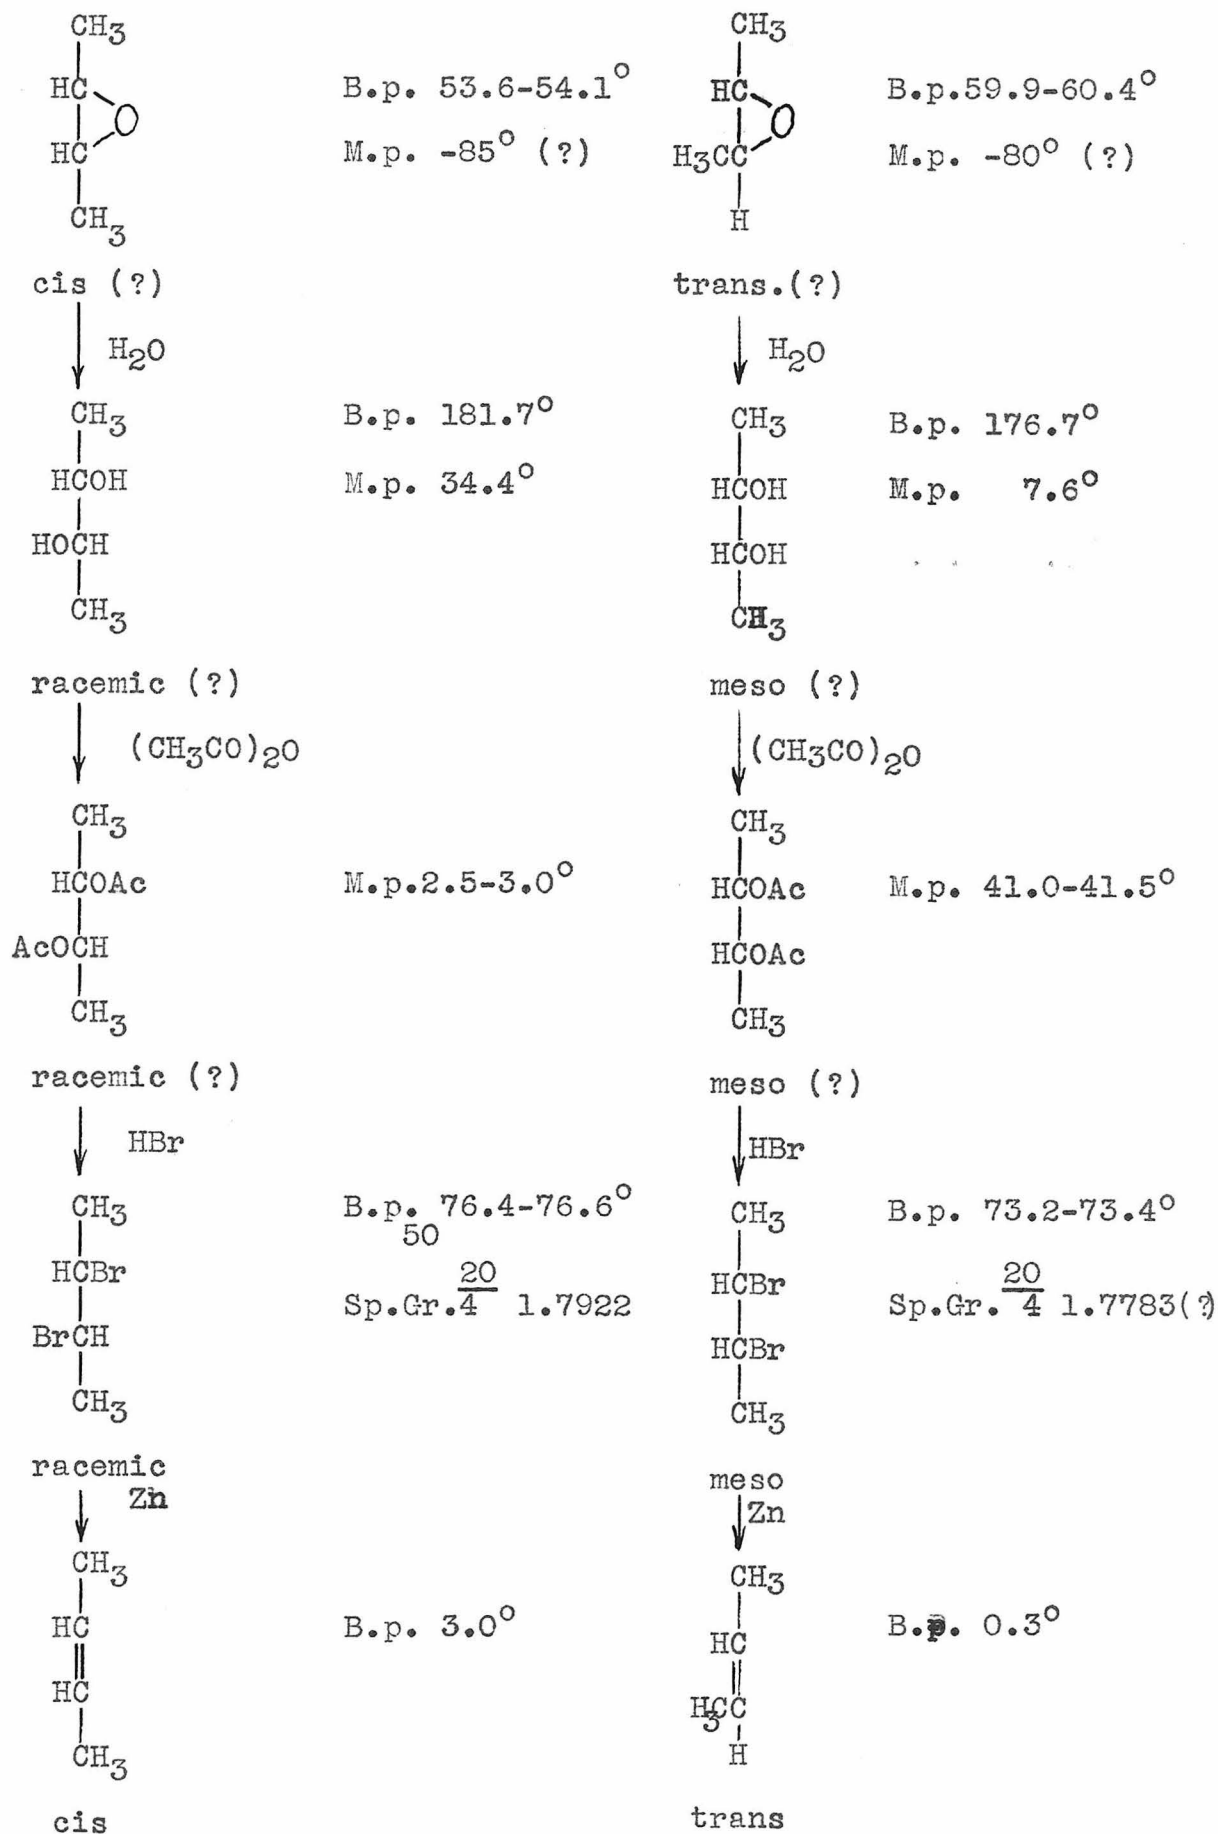 CH3 CH3
HC O B.p. 53.6-54.1° HC O B.p.59.9-60.4°
HC M.p. -85° (?) H3CC M.p. -80° (?)
CH3 H
cis (?) trans.(?)
H2O H2O
CH3 B.p. 181.7° CH3 B.p. 176.7°
HCOH M.p. 34.4° HCOH M.p. 7.6°
HOCH HCOH
CH3 CH3
racemic (?) meso (?)
(CH3CO)2O (CH3CO)2O
CH3 CH3
HCOAc M.p.2.5-3.0° HCOAc M.p. 41.0-41.5°
AcOCH HCOAc
CH3 CH3
racemic (?) meso (?)
HBr HBr
CH3 B.p. 76.4-76.6° CH3 B.p. 73.2-73.4°
50
HCBr Sp.Gr. 20/4 1.7922 HCBr Sp.Gr. 20/4 1.7783(?)
BrCH HCBr
CH3 CH3
racemic meso
Zn Zn
CH3 CH3
HC B.p. 3.0° HC B.p. 0.3°
HC H3CC
CH3 H
cis trans